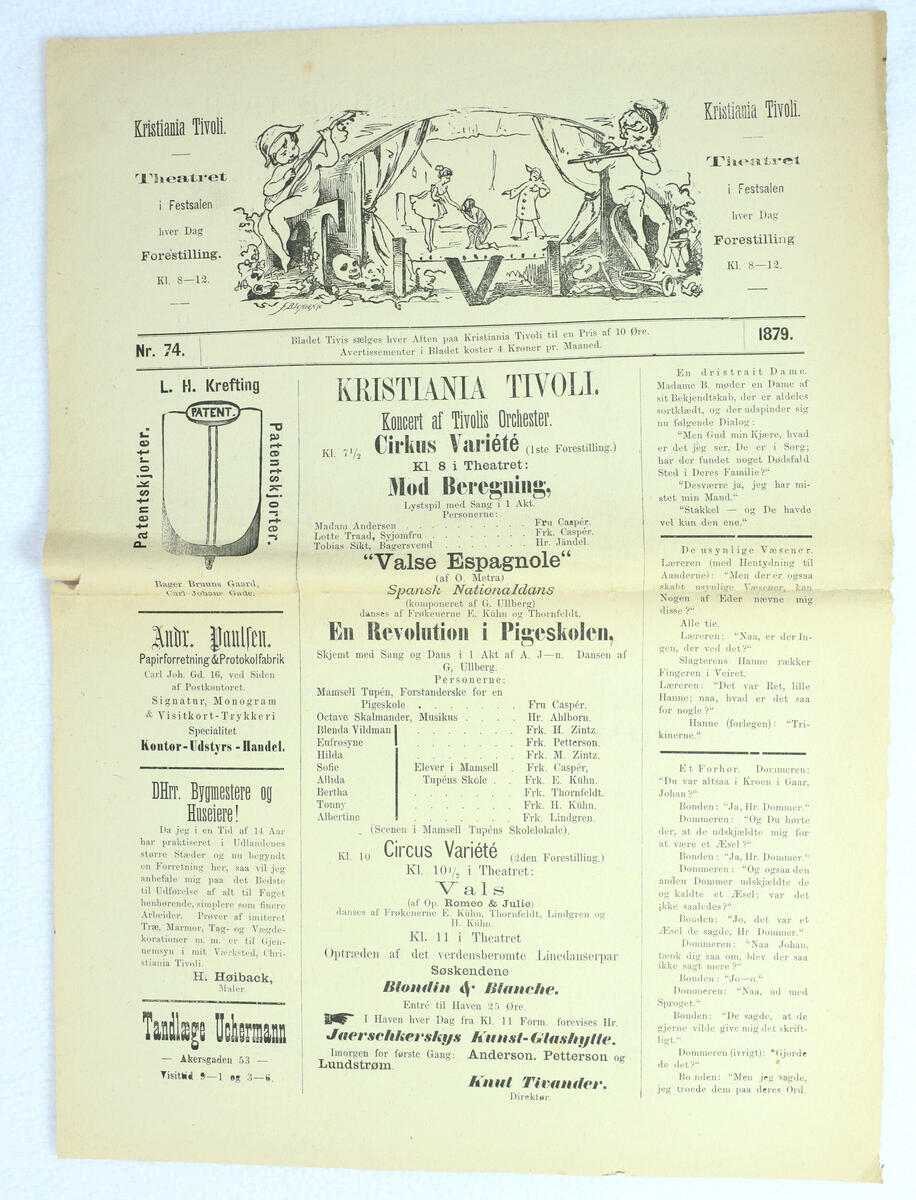 Kristiania Tivoli.
Theatret
i Festsalen
hver Dag
Forestilling.
Kl. 8—12.
TIVI
Kristiania Tivoli.
Theatret
i Festsalen
hver Dag
Forestilling
Kl. 8—12.
Nr. 74.
Bladet Tivis sælges hver Aften paa Kristiania Tivoli til en Pris af 10 Øre.
Avertissementer i Bladet koster 4 Kroner pr. Maaned.
1879.
L. H. Krefting
Patentskjorter.
PATENT.
Patentskjorter.
Bager Bruuns Gaard,
Carl Johans Gade.
Andr. Paulsen.
Papirforretning & Protokolfabrik
Carl Joh. Gd. 16, ved Siden
af Postkontoret.
Signatur, Monogram
& Visitkort-Trykkeri
Specialitet
Kontor-Udstyrs-Handel.
DHrr. Bygmestere og
Huseiere!
Da jeg i en Tid af 14 Aar
har praktiseret i Udlandenes
større Stæder og nu begyndt
en Forretning her, saa vil jeg
anbefale mig paa det Bedste
til Udførelse af alt til Faget
henhørende, simplere som finere
Arbeider. Prøver af imiteret
Træ, Marmor, Tag- og Vægde-
korationer m. m. er til Gjen-
nemsyn i mit Værksted, Chri-
stiania Tivoli.
H. Høiback,
Maler.
Tandlæge Uchermann
— Akersgaden 53 —
Visittid 9—1 og 3—6.
KRISTIANIA TIVOLI.
Koncert af Tivolis Orchester.
Kl. 7 1/2 Cirkus Variété (1ste Forestilling.)
Kl. 8 i Theatret:
Mod Beregning,
Lystspil med Sang i 1 Akt.
Personerne:
Madam Andersen . . . . . . . . . Fru Caspér.
Lotte Traad, Syjomfru . . . . . . . Frk. Caspér.
Tobias Sikt, Bagersvend . . . . . . Hr. Jändel.
"Valse Espagnole"
(af O. Metra)
Spansk Nationaldans
(komponeret af G. Ullberg)
danses af Frøkenerne E. Kühn og Thornfeldt.
En Revolution i Pigeskolen,
Skjemt med Sang og Dans i 1 Akt af A. J—n. Dansen af
G, Ullberg.
Personerne:
Mamsell Tupén, Forstanderske for en
Pigeskole . . . . . . . Fru Caspér.
Octave Skalmander, Musikus . . . . Hr. Ahlborn.
Blenda Vildman . . . . . . . Frk. H. Zintz.
Eufrosyne . . . . . . . Frk. Petterson.
Hilda . . . . . . . Frk. M. Zintz.
Sofie Elever i Mamsell . Frk. Caspér,
Allida Tupéns Skole . . Frk. E. Kühn.
Bertha . . . . . . . Frk. Thornfeldt.
Tonny . . . . . . . Frk. H. Kühn.
Albertine . . . . . . . Frk. Lindgren.
(Scenen i Mamsell Tupéns Skolelokale).
Kl. 10 Circus Variété (2den Forestilling.)
Kl. 10 1/2 i Theatret:
Vals
(af Op. Romeo & Julie)
danses af Frøkenerne E. Kühn, Thornfeldt, Lindgren og
H. Kühn.
Kl. 11 i Theatret
Optræden af det verdensberomte Linedanserpar
Søskendene
Blondin & Blanche.
Entré til Haven 25 Øre.
I Haven hver Dag fra Kl. 11 Form. forevises Hr.
Jaerschkerskys Kunst-Glashytte.
Imorgen for første Gang: Anderson, Petterson og
Lundstrøm.
Knut Tivander.
Direktør.
En distrait Dame.
Madame B. møder en Dame af
sit Bekjendtskab, der er aldeles
sortklædt, og der udspinder sig
nu følgende Dialog:
"Men Gud min Kjære, hvad
er det jeg ser, De er i Sorg;
har der fundet noget Dødsfald
Sted i Deres Familie?"
"Desværre ja, jeg har mi-
stet min Mand."
"Stakkel — og De havde
vel kun den ene."
De usynlige Væsener.
Læreren (med Hentydning til
Aanderne): "Men der er ogsaa
skabt usynlige Væsener, kan
Nogen af Eder nævne mig
disse?"
Alle tie.
Læreren: "Naa, er der In-
gen, der ved det?"
Slagterens Hanne rækker
Fingeren i Veiret.
Læreren: "Det var Ret, lille
Hanne; naa, hvad er det saa
for nogle?"
Hanne (forlegen): "Tri-
kinerne."
Et Forhør. Dommeren:
"Du var altsaa i Kroen i Gaar,
Johan?"
Bonden: "Ja, Hr. Dommer."
Dommeren: "Og Du hørte
der, at de udskjældte mig for
at være et Æsel?"
Bonden: "Ja, Hr. Dommer."
Dommeren: "Og ogsaa den
anden Dommer udskjældte de
og kaldte et Æsel; var det
ikke saaledes?"
Bonden: "Jo, det var et
Æsel de sagde, Hr Dommer."
Dommeren: "Naa Johan,
tænk dig saa om, blev der saa
ikke sagt mere?"
Bonden: "Jo—o."
Dommeren: "Naa, ud med
Sproget."
Bonden: "De sagde, at de
gjerne vilde give mig det skrift-
ligt."
Dommeren (ivrigt): "Gjorde
de det?"
Bonden: "Men jeg sagde,
jeg troede dem paa deres Ord.